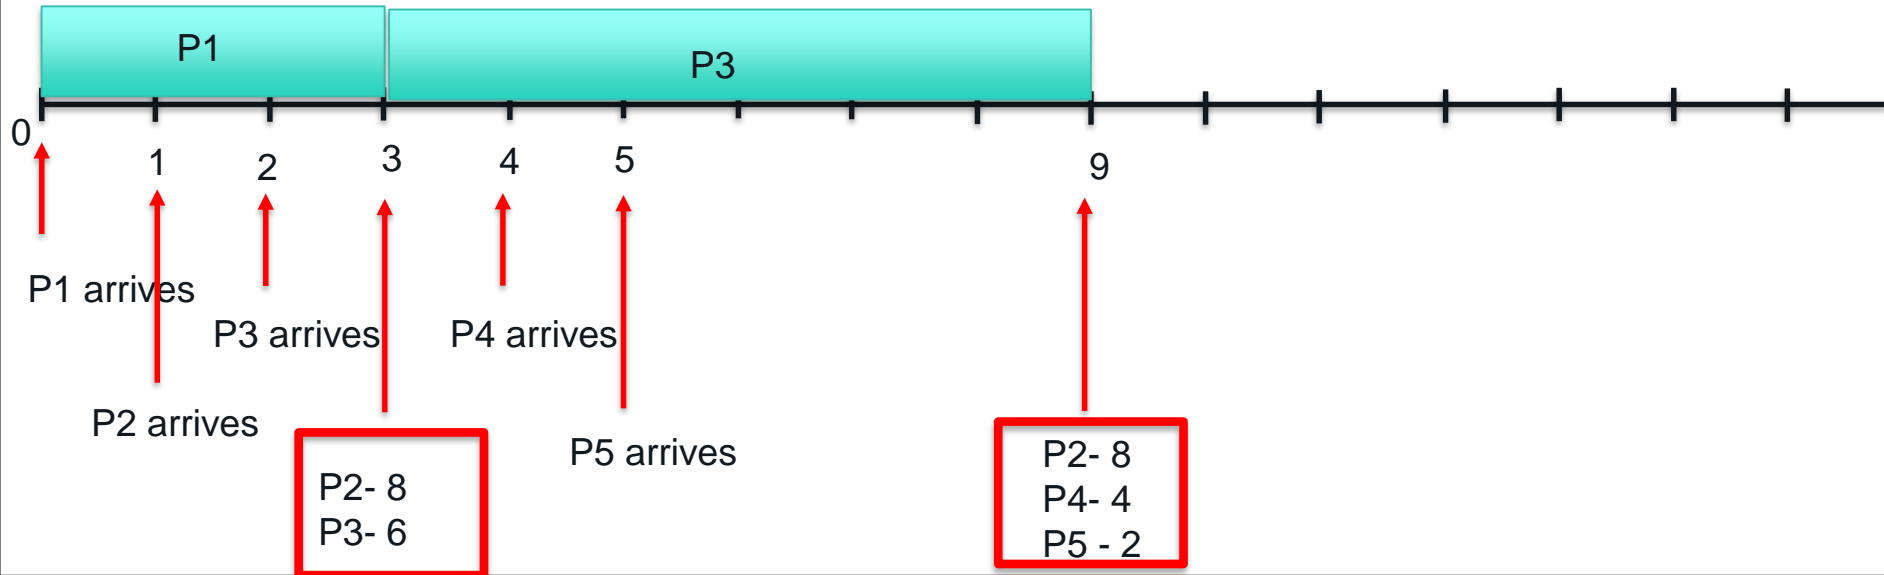 P1
P3
0
1
2
3
4
5
9
P1 arrives
P3 arrives
P4 arrives
P2 arrives
P5 arrives
P2- 8
P3- 6
P2- 8
P4- 4
P5 - 2